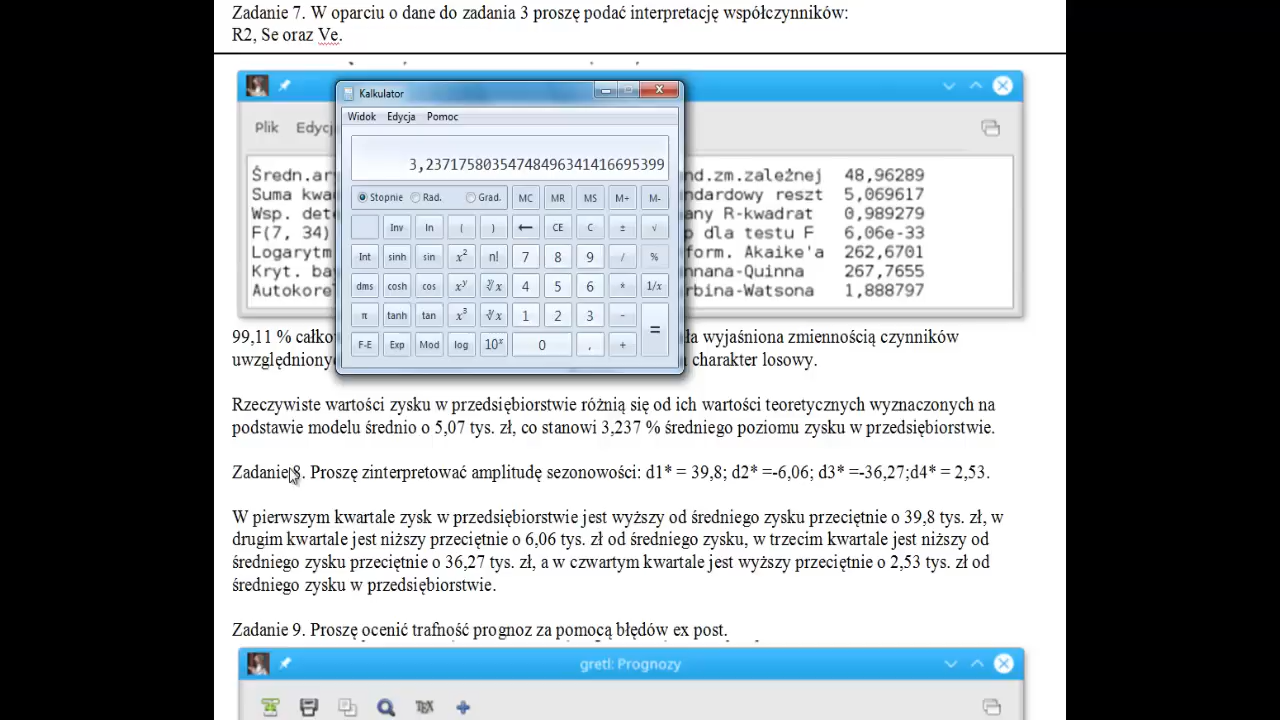 Zadanie 7. W oparciu o dane do zadania 3 proszę podać interpretację współczynników:
R2, Se oraz Ve.
Kalkulator
Widok Edycja Pomoc
Plik Edycj
3,2371758035474849634141669539​9
Stopnie Rad. Grad. MC MR MS M+ M-
Inv ln ( ) ← CE C ± √
Int sinh sin x² n! 7 8 9 / %
dms cosh cos xʸ ʸ√x 4 5 6 * 1/x
π tanh tan x³ ³√x 1 2 3 - =
F-E Exp Mod log 10ˣ 0 , +
Średn.ar nd.zm.zależnej 48,96289
Suma kwa ndardowy reszt 5,069617
Wsp. det any R-kwadrat 0,989279
F(7, 34) p dla testu F 6,06e-33
Logarytm form. Akaike'a 262,6701
Kryt. ba nnana-Quinna 267,7655
Autokore rbina-Watsona 1,888797
99,11 % całko ła wyjaśniona zmiennością czynników
uwzględniony charakter losowy.
Rzeczywiste wartości zysku w przedsiębiorstwie różnią się od ich wartości teoretycznych wyznaczonych na
podstawie modelu średnio o 5,07 tys. zł, co stanowi 3,237 % średniego poziomu zysku w przedsiębiorstwie.
Zadanie 8. Proszę zinterpretować amplitudę sezonowości: d1* = 39,8; d2* =-6,06; d3* =-36,27;d4* = 2,53.
W pierwszym kwartale zysk w przedsiębiorstwie jest wyższy od średniego zysku przeciętnie o 39,8 tys. zł, w
drugim kwartale jest niższy przeciętnie o 6,06 tys. zł od średniego zysku, w trzecim kwartale jest niższy od
średniego zysku przeciętnie o 36,27 tys. zł, a w czwartym kwartale jest wyższy przeciętnie o 2,53 tys. zł od
średniego zysku w przedsiębiorstwie.
Zadanie 9. Proszę ocenić trafność prognoz za pomocą błędów ex post.
gretl: Prognozy
TEX